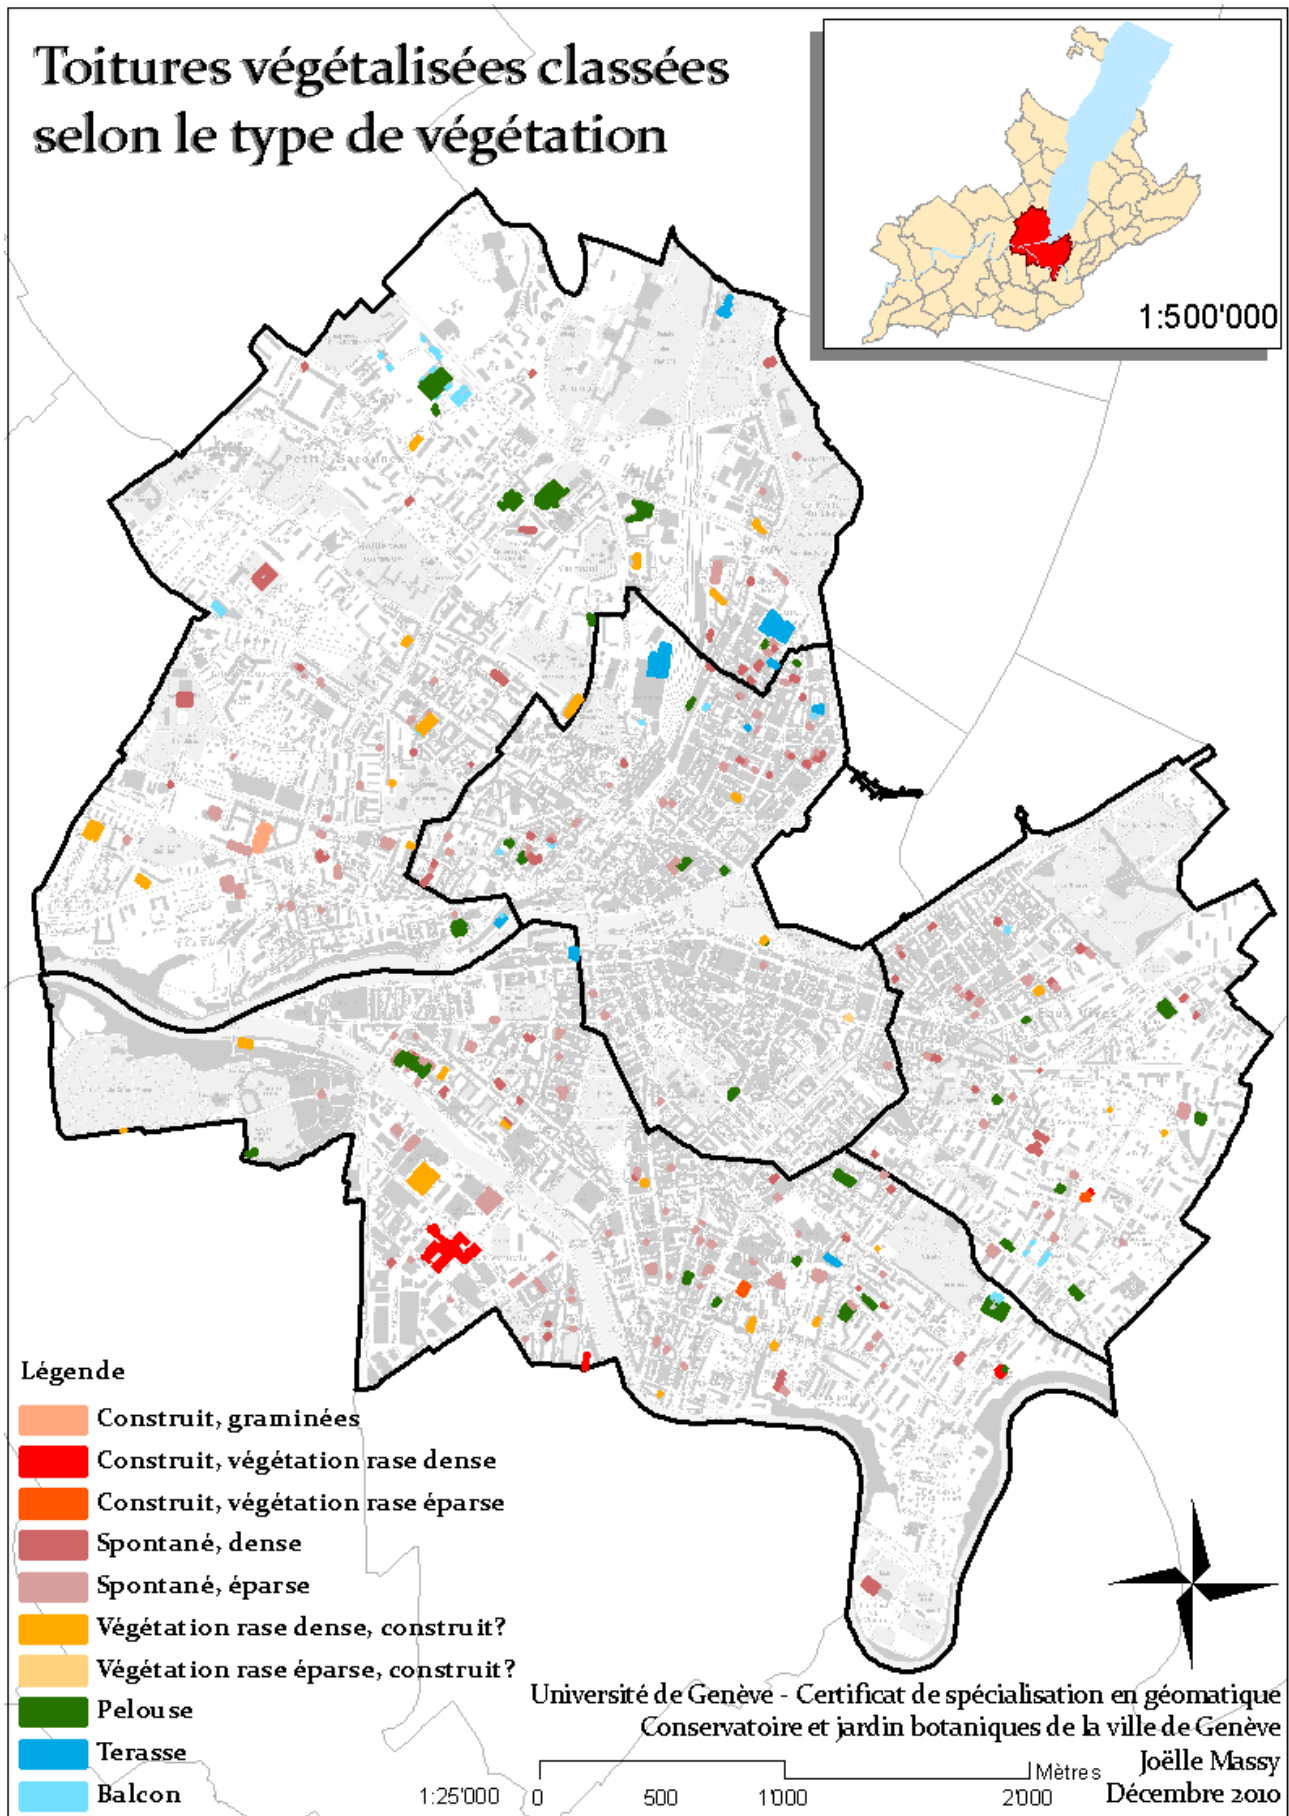 Toitures végétalisées classées
selon le type de végétation
1:500'000
Légende
Construit, graminées
Construit, végétation rase dense
Construit, végétation rase éparse
Spontané, dense
Spontané, éparse
Végétation rase dense, construit?
Végétation rase éparse, construit?
Pelouse
Terasse
Balcon
Université de Genève - Certificat de spécialisation en géomatique
Conservatoire et jardin botaniques de la ville de Genève
Joëlle Massy
Décembre 2010
Mètres
1:25'000 0 500 1'000 2'000